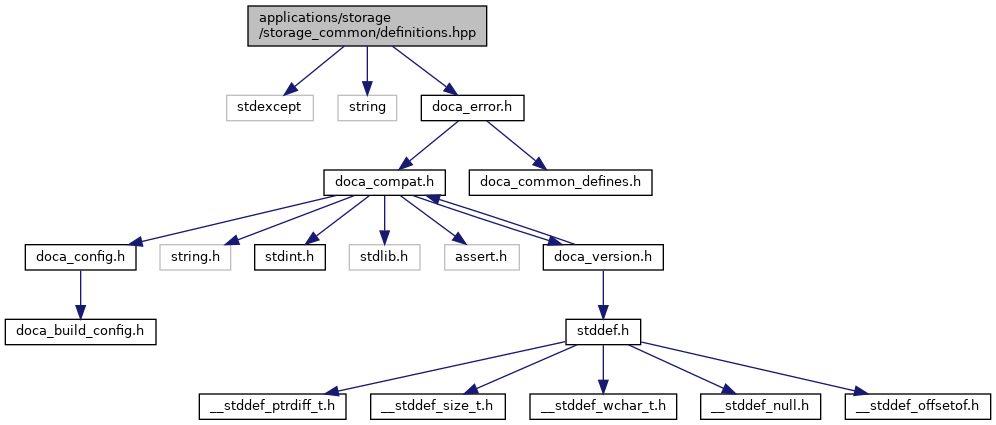 applications/storage
/storage_common/definitions.hpp
stdexcept
string
doca_error.h
doca_compat.h
doca_common_defines.h
doca_config.h
string.h
stdint.h
stdlib.h
assert.h
doca_version.h
doca_build_config.h
stddef.h
__stddef_ptrdiff_t.h
__stddef_size_t.h
__stddef_wchar_t.h
__stddef_null.h
__stddef_offsetof.h